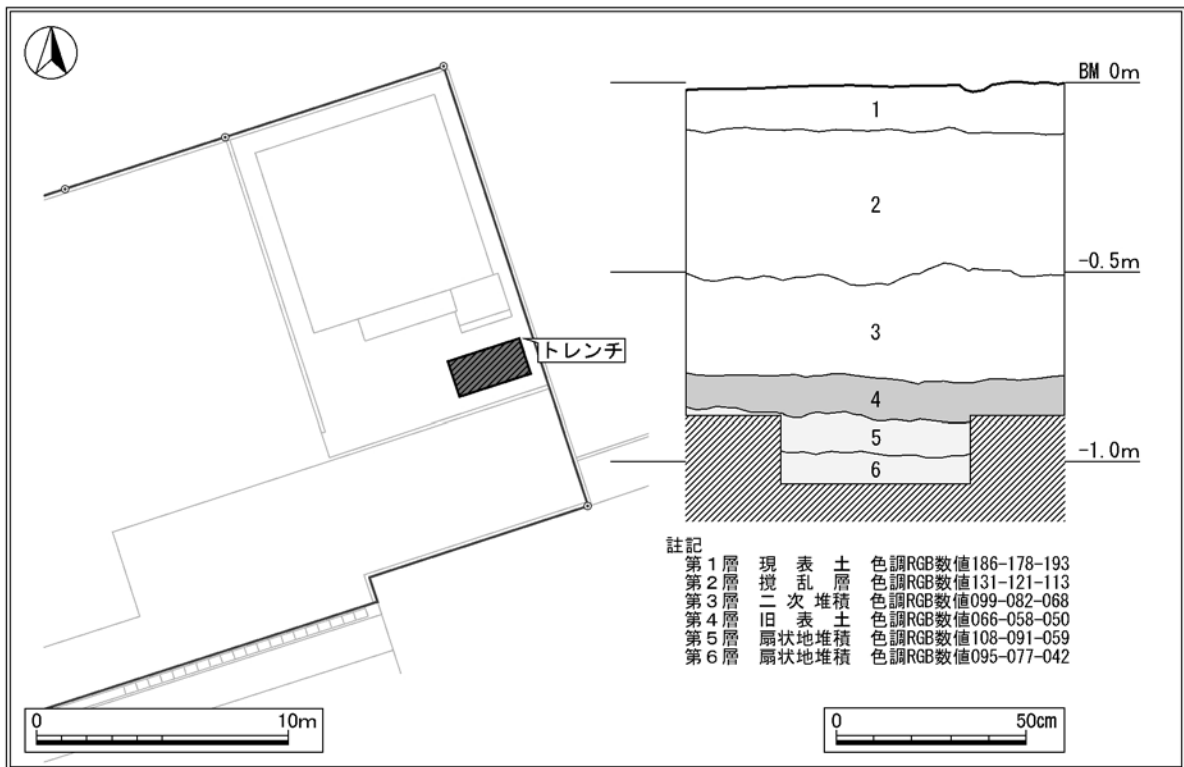 トレンチ
0 10m
BM 0m
1
2
-0.5m
3
4
5
-1.0m
6
註記
第1層 現 表 土 色調RGB数値186-178-193
第2層 撹 乱 層 色調RGB数値131-121-113
第3層 二 次 堆積 色調RGB数値099-082-068
第4層 旧 表 土 色調RGB数値066-058-050
第5層 扇状地堆積 色調RGB数値108-091-059
第6層 扇状地堆積 色調RGB数値095-077-042
0 50cm